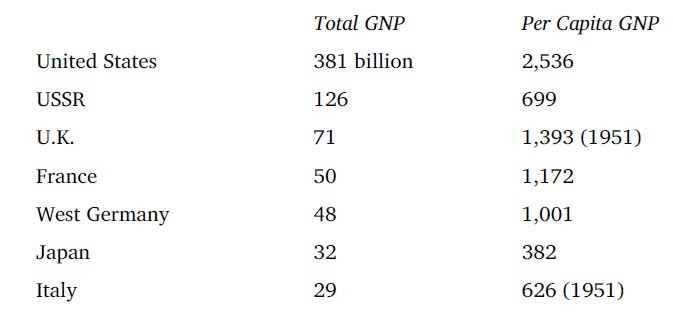 Total GNP Per Capita GNP
United States 381 billion 2,536
USSR 126 699
U.K. 71 1,393 (1951)
France 50 1,172
West Germany 48 1,001
Japan 32 382
Italy 29 626 (1951)